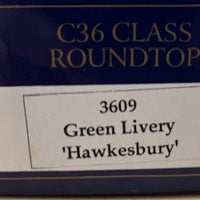 C36 CLASS
ROUNDTOP
3609
Green Livery
'Hawkesbury'